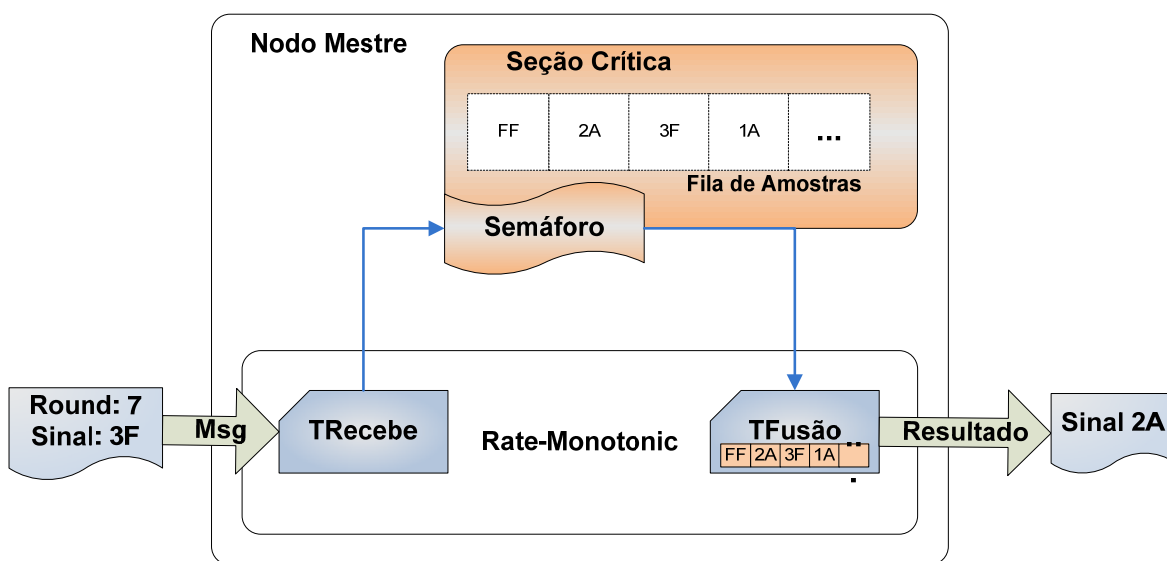 Nodo Mestre
Seção Crítica
FF 2A 3F 1A ...
Fila de Amostras
Semáforo
Round: 7
Sinal: 3F
Msg
TRecebe
Rate-Monotonic
TFusão
FF 2A 3F 1A ...
Resultado
Sinal 2A